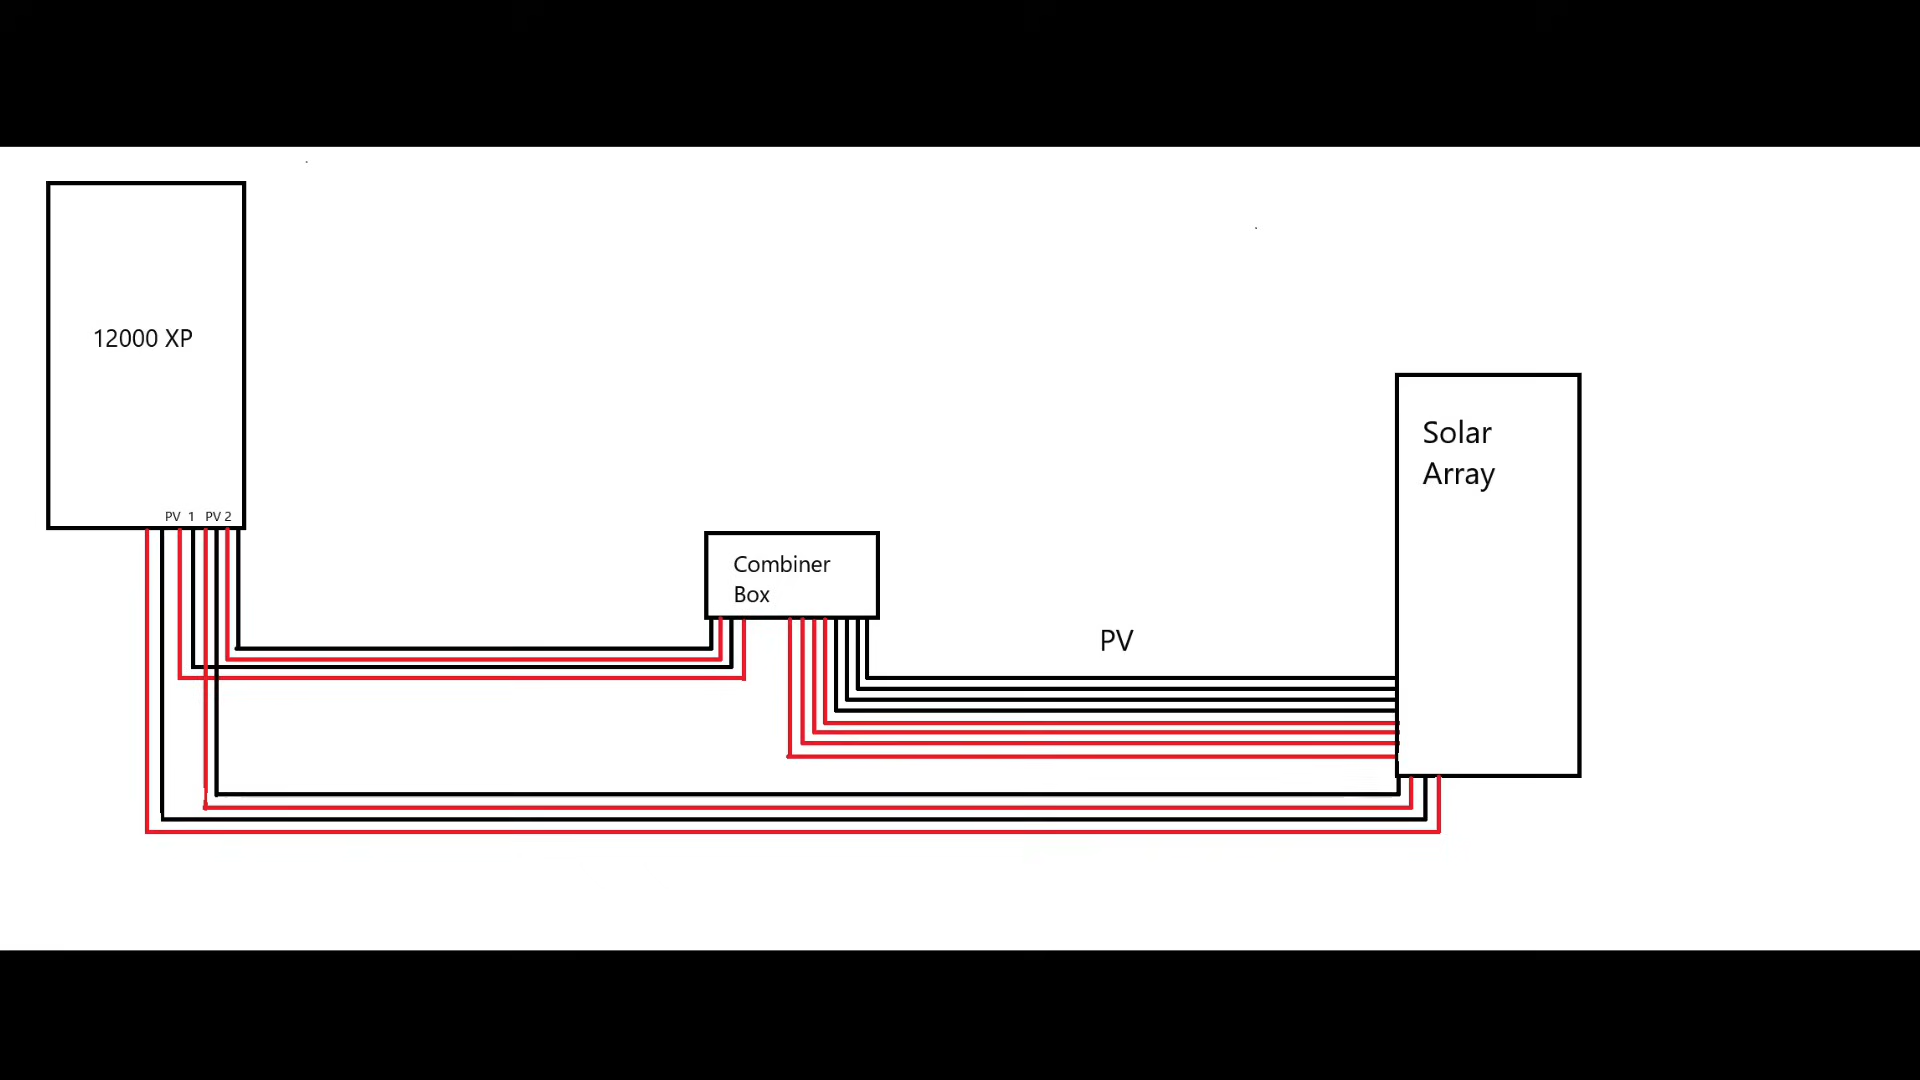 12000 XP
PV 1 PV 2
Combiner
Box
PV
Solar
Array